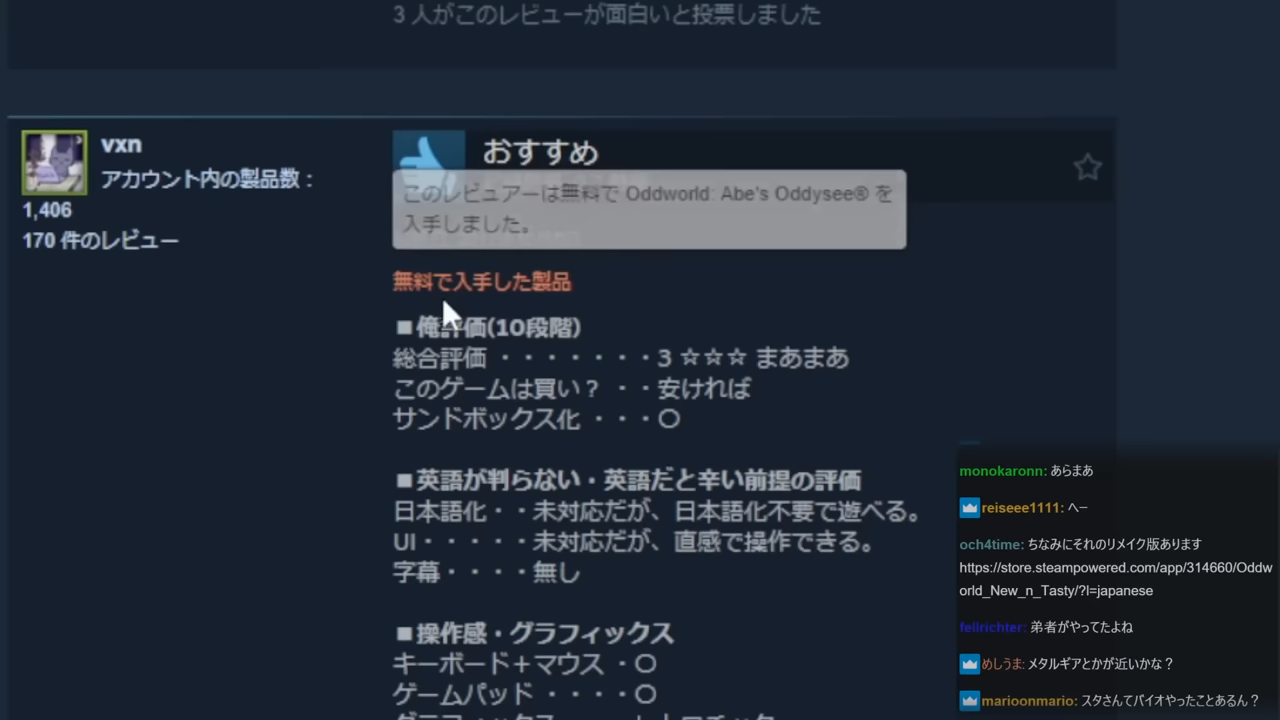 3 人がこのレビューが面白いと投票しました
vxn
アカウント内の製品数：
1,406
170 件のレビュー
おすすめ
このレビュアーは無料で Oddworld: Abe's Oddysee® を
入手しました。
無料で入手した製品
■俺評価(10段階)
総合評価 ・・・・・・・3 ☆☆☆ まあまあ
このゲームは買い？ ・・安ければ
サンドボックス化 ・・・〇
■英語が判らない・英語だと辛い前提の評価
日本語化・・未対応だが、日本語化不要で遊べる。
UI・・・・・未対応だが、直感で操作できる。
字幕・・・・無し
■操作感・グラフィックス
キーボード＋マウス ・〇
ゲームパッド ・・・・〇
monokaronn: あらまあ
reiseee1111: へー
och4time: ちなみにそれのリメイク版あります
https://store.steampowered.com/app/314660/Oddw
orld_New_n_Tasty/?l=japanese
fellrichter: 弟者がやってたよね
めしうま: メタルギアとかが近いかな？
marioonmario: スタさんてバイオやったことあるん？